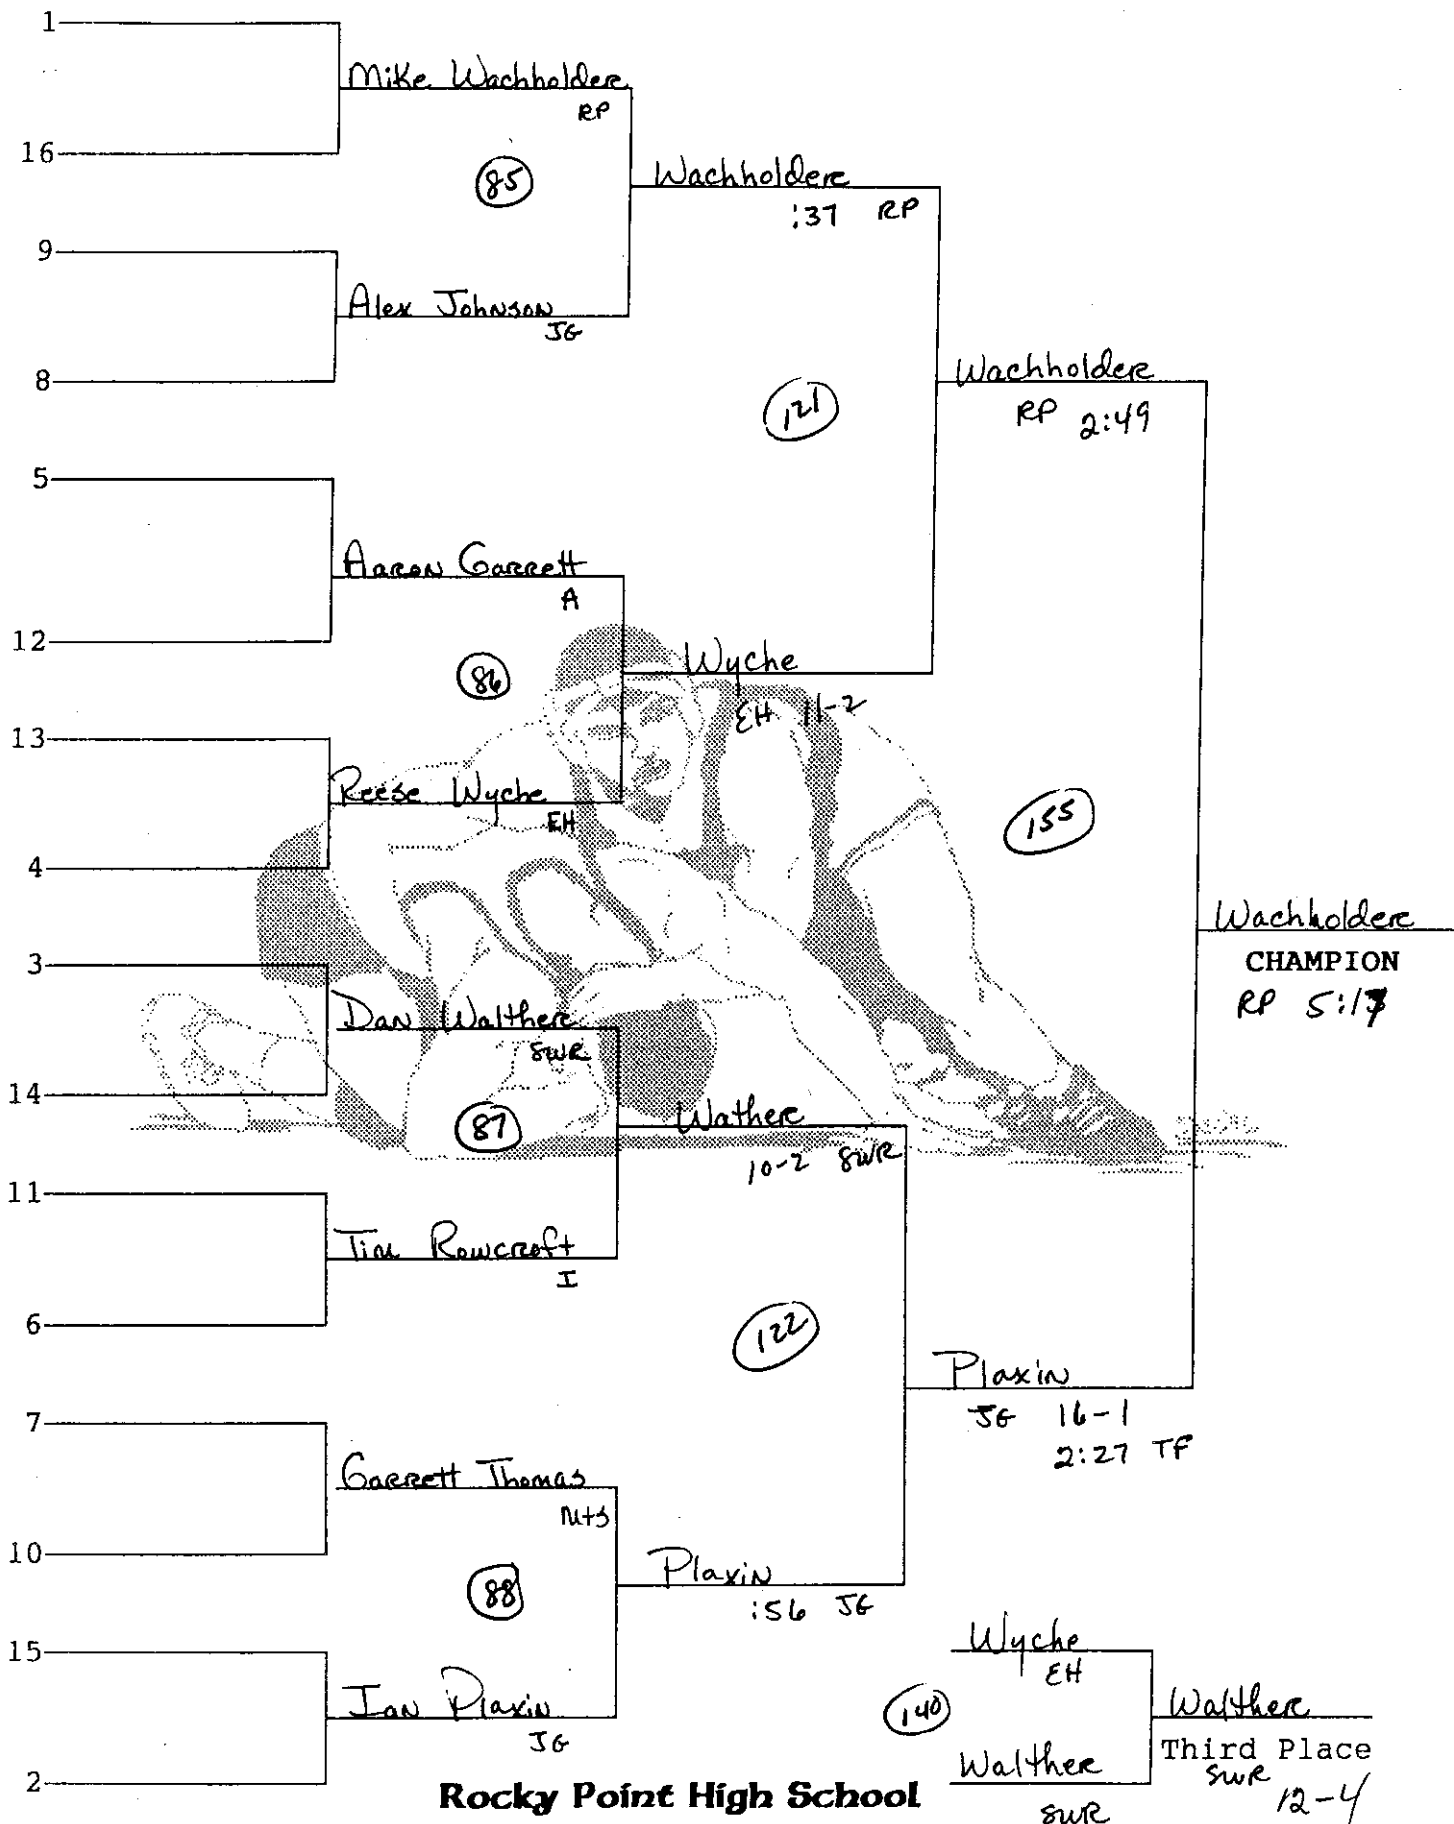 1
Mike Wachholder
RP
16
85
Wachholder
:37 RP
9
Alex Johnson
JG
8
121
Wachholder
RP 2:49
5
Aaron Garrett
A
12
86
Wyche
EH 11-2
13
Reese Wyche
EH
4
155
Wachholder
CHAMPION
RP
3
Dan Walther
SWR
14
87
Wather
10-2 SWR
11
Tim Rowcroft
I
6
122
Plaxin
JG 16-1
2:27 TF
7
Garrett Thomas
10
88
Plaxin
:56 JG
15
Ian Plaxin
JG
2
Wyche
EH
140
Walther
Third Place
SWR
12-4
Walther
SWR
Rocky Point High School